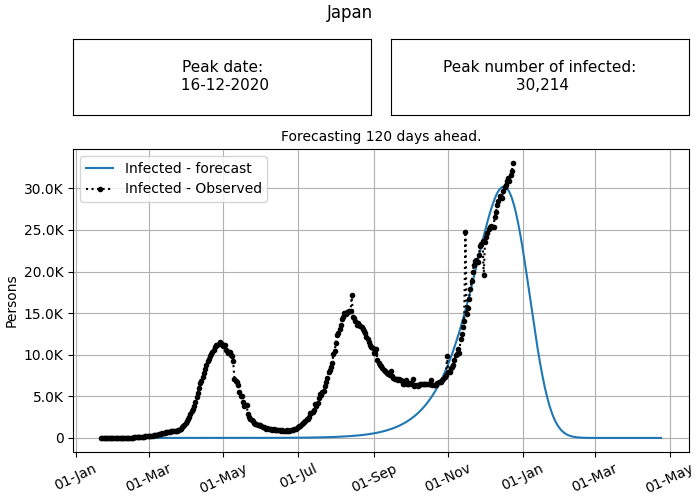 Japan
Peak date:
16-12-2020
Peak number of infected:
30,214
Forecasting 120 days ahead.
Infected - forecast
Infected - Observed
Persons
30.0K
25.0K
20.0K
15.0K
10.0K
5.0K
0
01-Jan
01-Mar
01-May
01-Jul
01-Sep
01-Nov
01-Jan
01-Mar
01-May